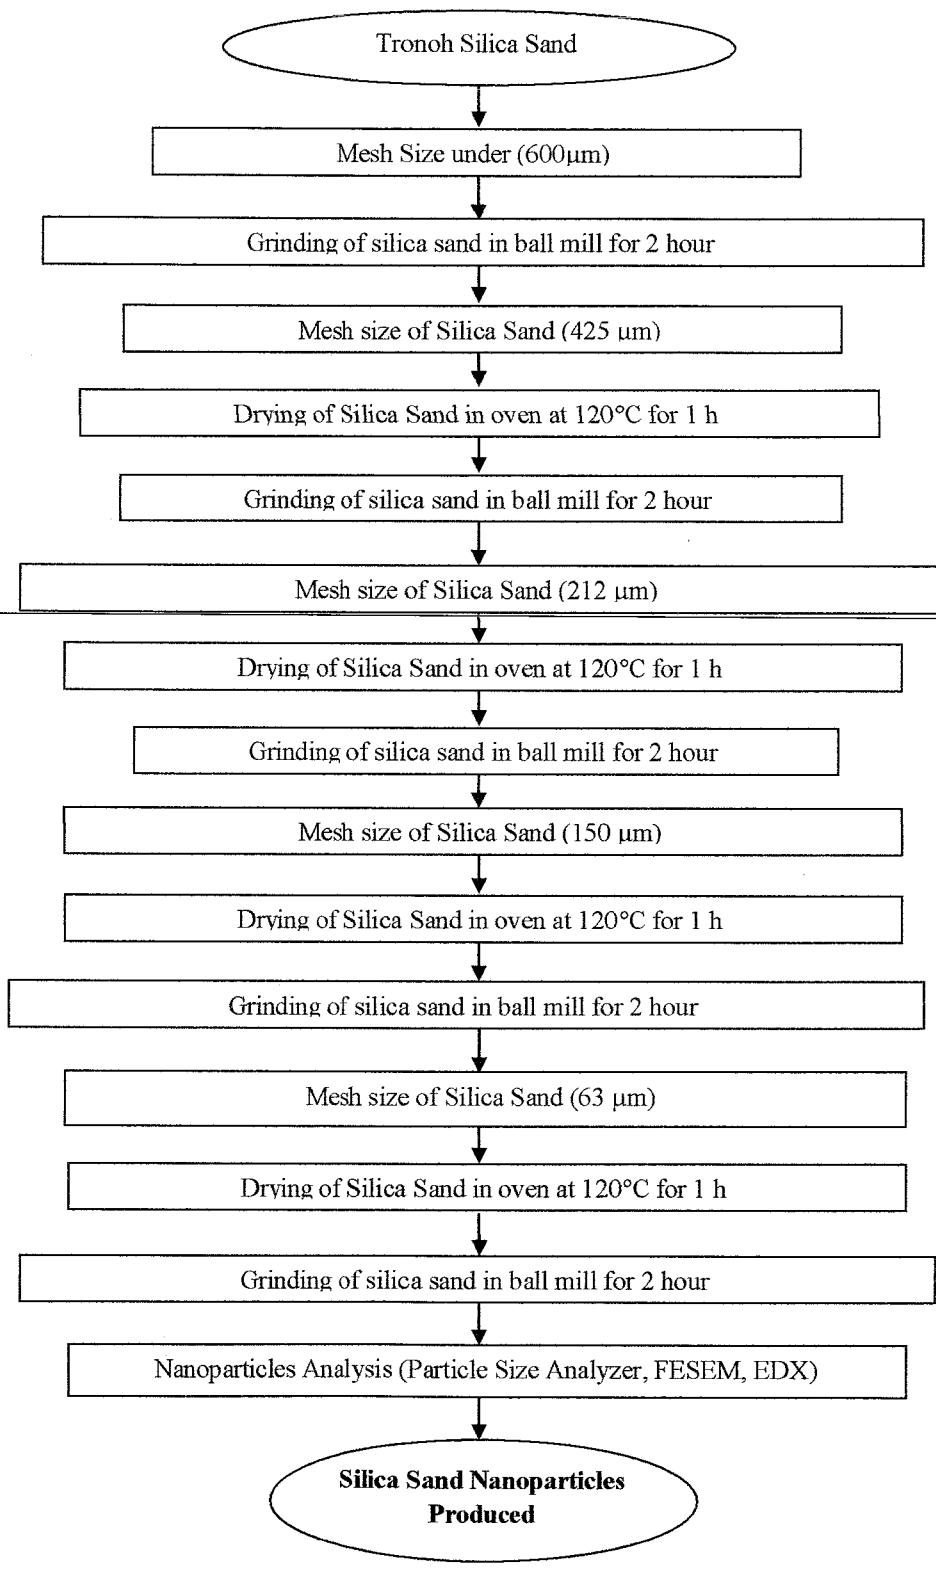 Tronoh Silica Sand
Mesh Size under (600µm)
Grinding of silica sand in ball mill for 2 hour
Mesh size of Silica Sand (425 µm)
Drying of Silica Sand in oven at 120°C for 1 h
Grinding of silica sand in ball mill for 2 hour
Mesh size of Silica Sand (212 µm)
Drying of Silica Sand in oven at 120°C for 1 h
Grinding of silica sand in ball mill for 2 hour
Mesh size of Silica Sand (150 µm)
Drying of Silica Sand in oven at 120°C for 1 h
Grinding of silica sand in ball mill for 2 hour
Mesh size of Silica Sand (63 µm)
Drying of Silica Sand in oven at 120°C for 1 h
Grinding of silica sand in ball mill for 2 hour
Nanoparticles Analysis (Particle Size Analyzer, FESEM, EDX)
Silica Sand Nanoparticles
Produced